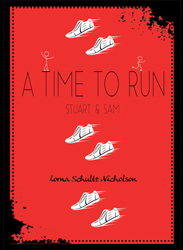 A TIME TO RUN
STUART & SAM
Lorna Schultz Nicholson